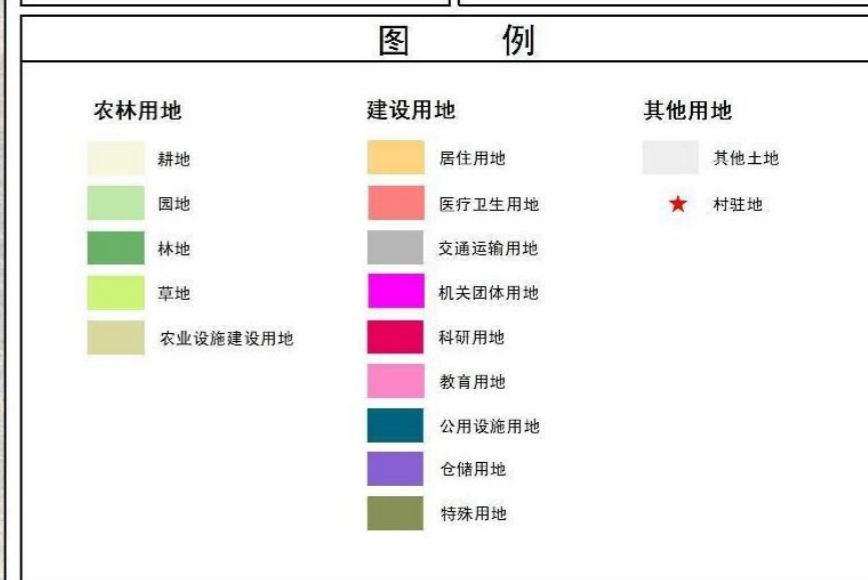 图 例
农林用地
耕地
园地
林地
草地
农业设施建设用地
建设用地
居住用地
医疗卫生用地
交通运输用地
机关团体用地
科研用地
教育用地
公用设施用地
仓储用地
特殊用地
其他用地
其他土地
村驻地